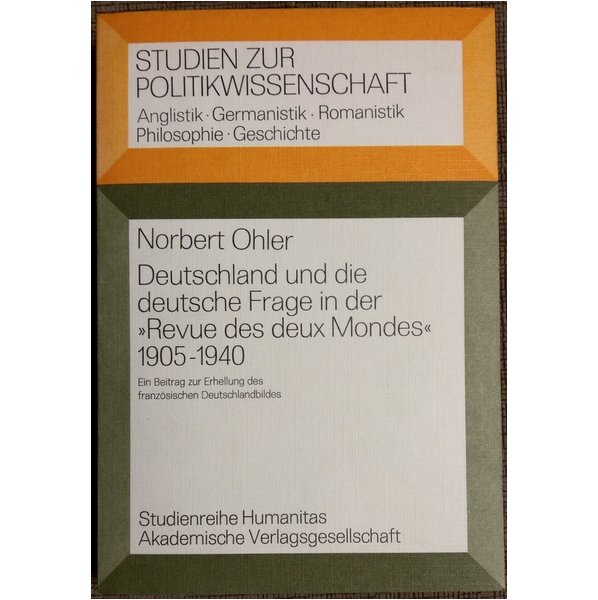 STUDIEN ZUR
POLITIKWISSENSCHAFT
Anglistik · Germanistik · Romanistik
Philosophie · Geschichte
Norbert Ohler
Deutschland und die
deutsche Frage in der
»Revue des deux Mondes«
1905-1940
Ein Beitrag zur Erhellung des
französischen Deutschlandbildes
Studienreihe Humanitas
Akademische Verlagsgesellschaft